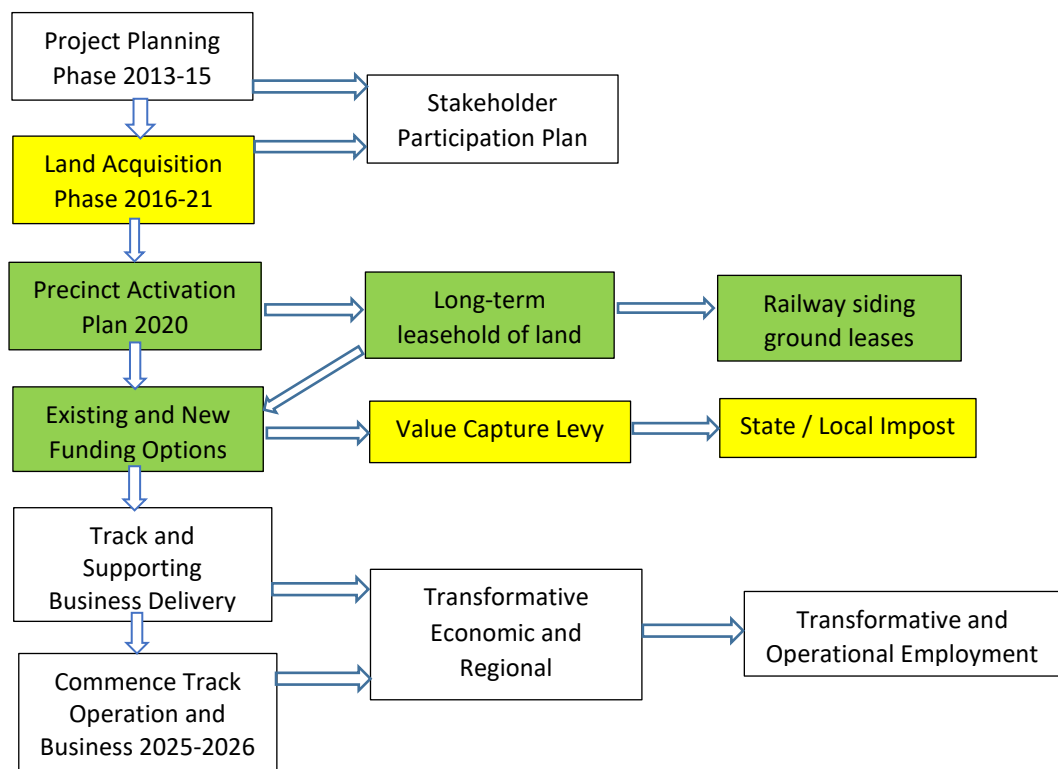 Project Planning
Phase 2013-15
Stakeholder
Participation Plan
Land Acquisition
Phase 2016-21
Precinct Activation
Plan 2020
Long-term
leasehold of land
Railway siding
ground leases
Existing and New
Funding Options
Value Capture Levy
State / Local Impost
Track and
Supporting
Business Delivery
Transformative
Economic and
Regional
Transformative and
Operational Employment
Commence Track
Operation and
Business 2025-2026